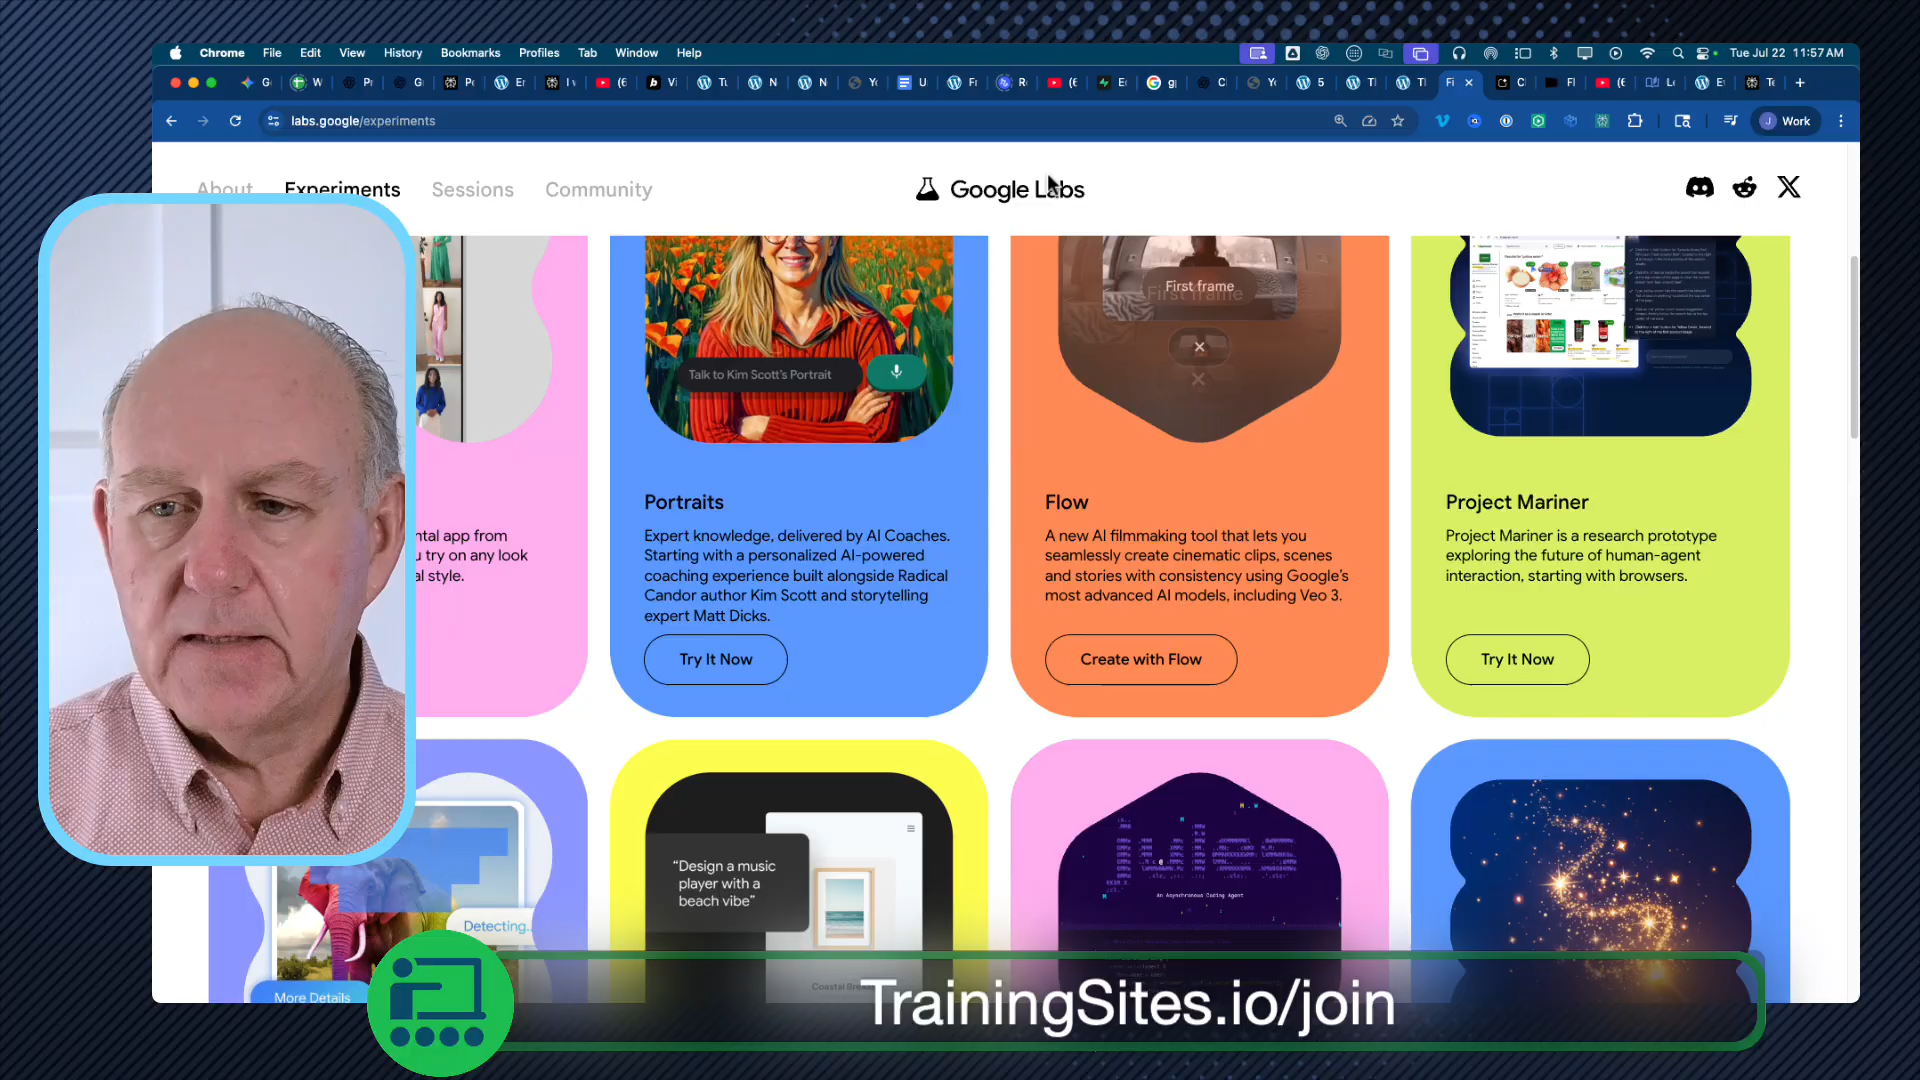 Chrome File Edit View History Bookmarks Profiles Tab Window Help
Tue Jul 22 11:57 AM
labs.google/experiments
Work
About Experiments Sessions Community
Google Labs
First frame
Talk to Kim Scott's Portrait
ntal app from
try on any look
l style.
Portraits
Expert knowledge, delivered by AI Coaches.
Starting with a personalized AI-powered
coaching experience built alongside Radical
Candor author Kim Scott and storytelling
expert Matt Dicks.
Try It Now
Flow
A new AI filmmaking tool that lets you
seamlessly create cinematic clips, scenes
and stories with consistency using Google's
most advanced AI models, including Veo 3.
Create with Flow
Project Mariner
Project Mariner is a research prototype
exploring the future of human-agent
interaction, starting with browsers.
Try It Now
Detecting..
More Details
“Design a music
player with a
beach vibe”
An Asynchronous Coding Agent
TrainingSites.io/join